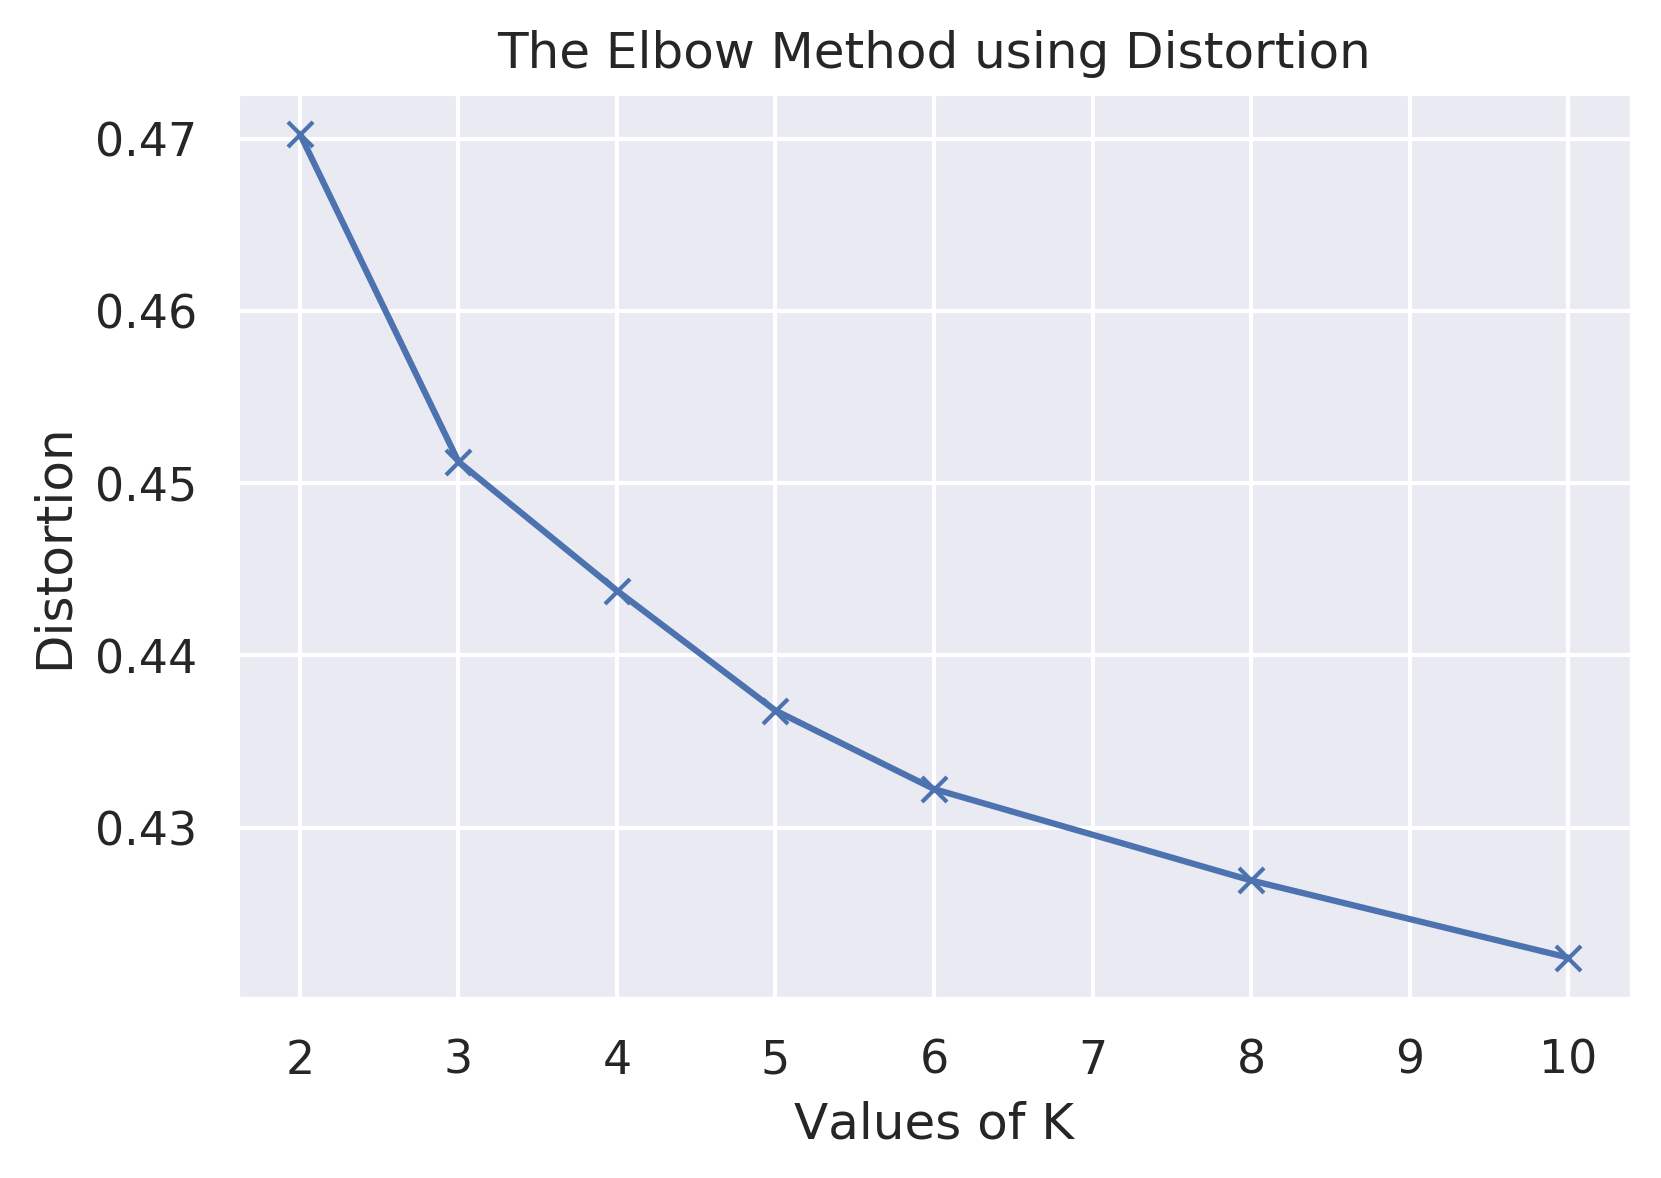 The Elbow Method using Distortion
0.47
0.46
0.45
0.44
0.43
Distortion
2 3 4 5 6 7 8 9 10
Values of K